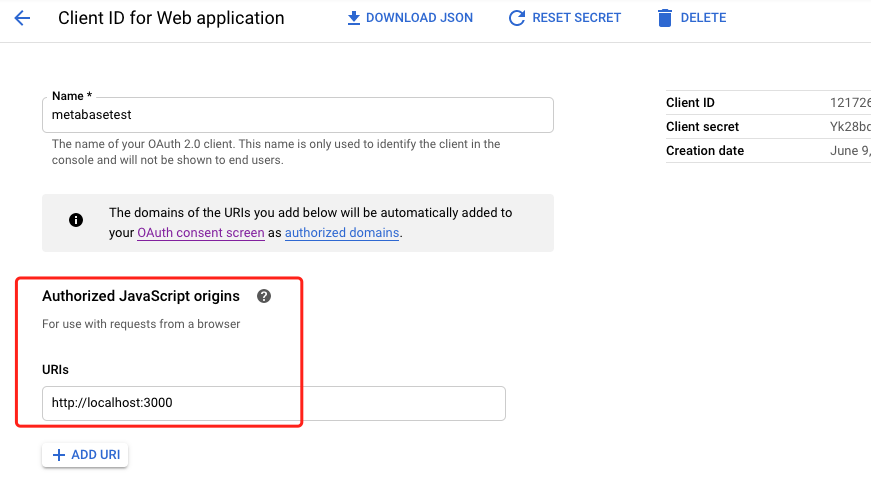 Client ID for Web application
DOWNLOAD JSON
RESET SECRET
DELETE
Name *
metabasetest
The name of your OAuth 2.0 client. This name is only used to identify the client in the
console and will not be shown to end users.
Client ID 121726
Client secret Yk28bc
Creation date June 9,
The domains of the URIs you add below will be automatically added to
your OAuth consent screen as authorized domains.
Authorized JavaScript origins
For use with requests from a browser
URIs
http://localhost:3000
ADD URI